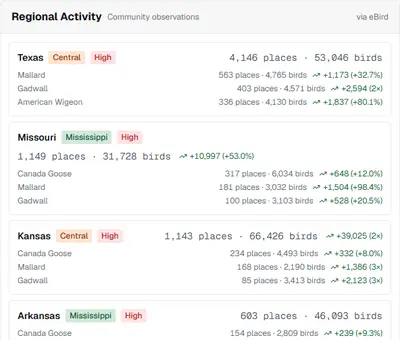 Regional Activity Community observations via eBird
Texas Central High 4,146 places · 53,046 birds
Mallard 563 places · 4,765 birds +1,173 (+32.7%)
Gadwall 403 places · 4,571 birds +2,594 (2×)
American Wigeon 336 places · 4,130 birds +1,837 (+80.1%)
Missouri Mississippi High
1,149 places · 31,728 birds +10,997 (+53.0%)
Canada Goose 317 places · 6,034 birds +648 (+12.0%)
Mallard 181 places · 3,032 birds +1,504 (+98.4%)
Gadwall 100 places · 3,103 birds +528 (+20.5%)
Kansas Central High 1,143 places · 66,426 birds +39,025 (2×)
Canada Goose 234 places · 4,493 birds +332 (+8.0%)
Mallard 168 places · 2,190 birds +1,386 (3×)
Gadwall 85 places · 3,413 birds +2,123 (3×)
Arkansas Mississippi High 603 places · 46,093 birds
Canada Goose 154 places · 2,809 birds +239 (+9.3%)